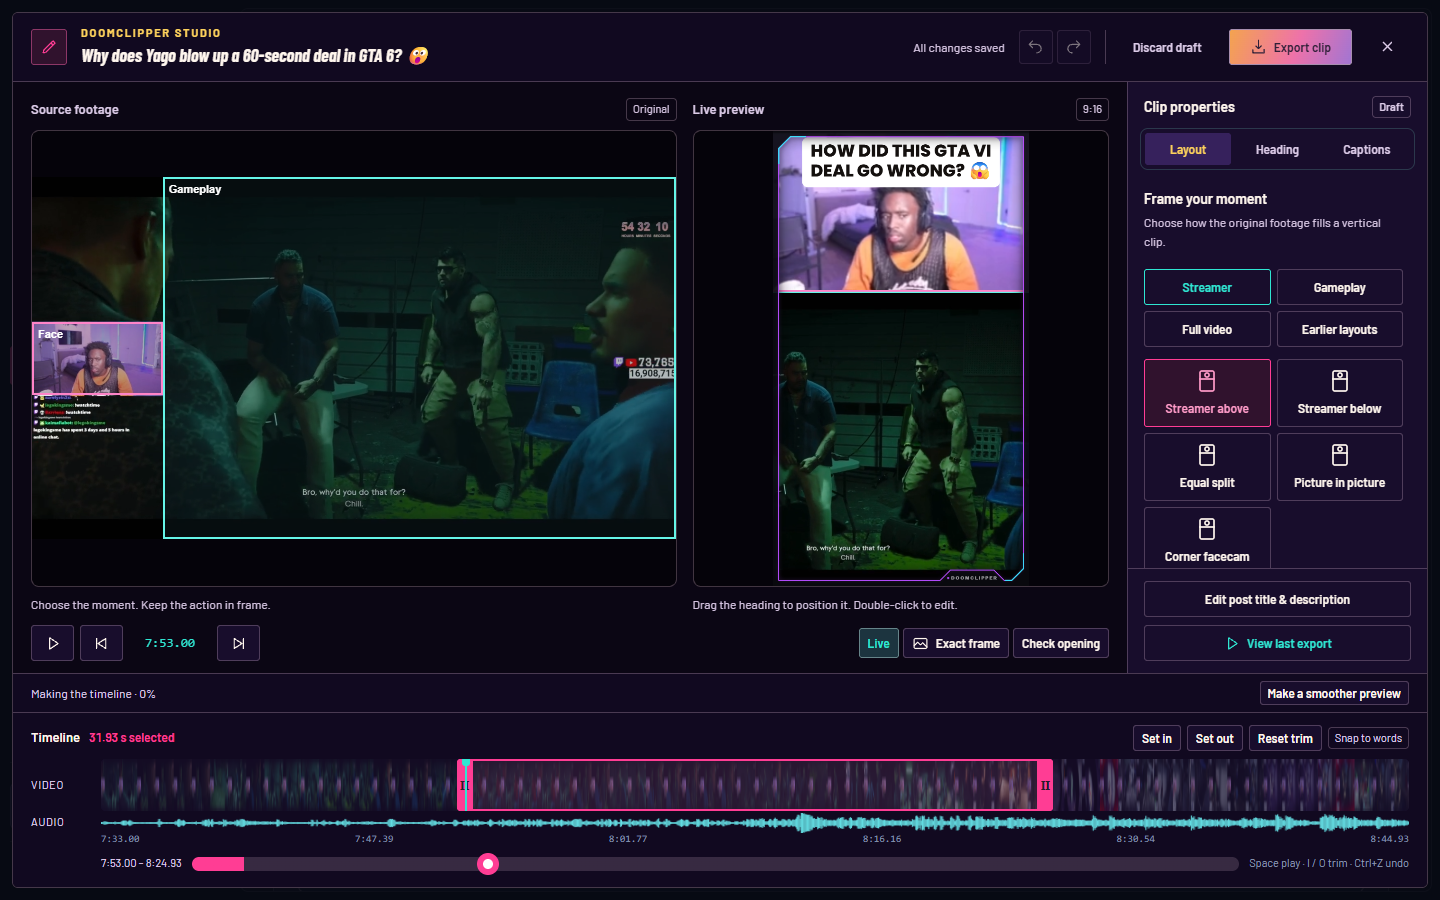 DOOMCLIPPER STUDIO
Why does Yago blow up a 60-second deal in GTA 6? 🤯
All changes saved
Discard draft
Export clip
Source footage
Original
Live preview
9:16
Clip properties
Draft
Layout
Heading
Captions
Frame your moment
Choose how the original footage fills a vertical
clip.
Streamer
Gameplay
Full video
Earlier layouts
Streamer above
Streamer below
Equal split
Picture in picture
Corner facecam
Edit post title & description
View last export
Gameplay
54 32 10
Face
73,765
16,908,715
Bro, why'd you do that for?
Chill.
HOW DID THIS GTA VI
DEAL GO WRONG? 😱
Bro, why'd you do that for?
Chill.
DOOMCLIPPER
Choose the moment. Keep the action in frame.
Drag the heading to position it. Double-click to edit.
7:53.00
Live
Exact frame
Check opening
Making the timeline · 0%
Make a smoother preview
Timeline
31.93 s selected
Set in
Set out
Reset trim
Snap to words
VIDEO
AUDIO
7:33.00
7:47.39
8:01.77
8:16.16
8:30.54
8:44.93
7:53.00 – 8:24.93
Space play · I / O trim · Ctrl+Z undo